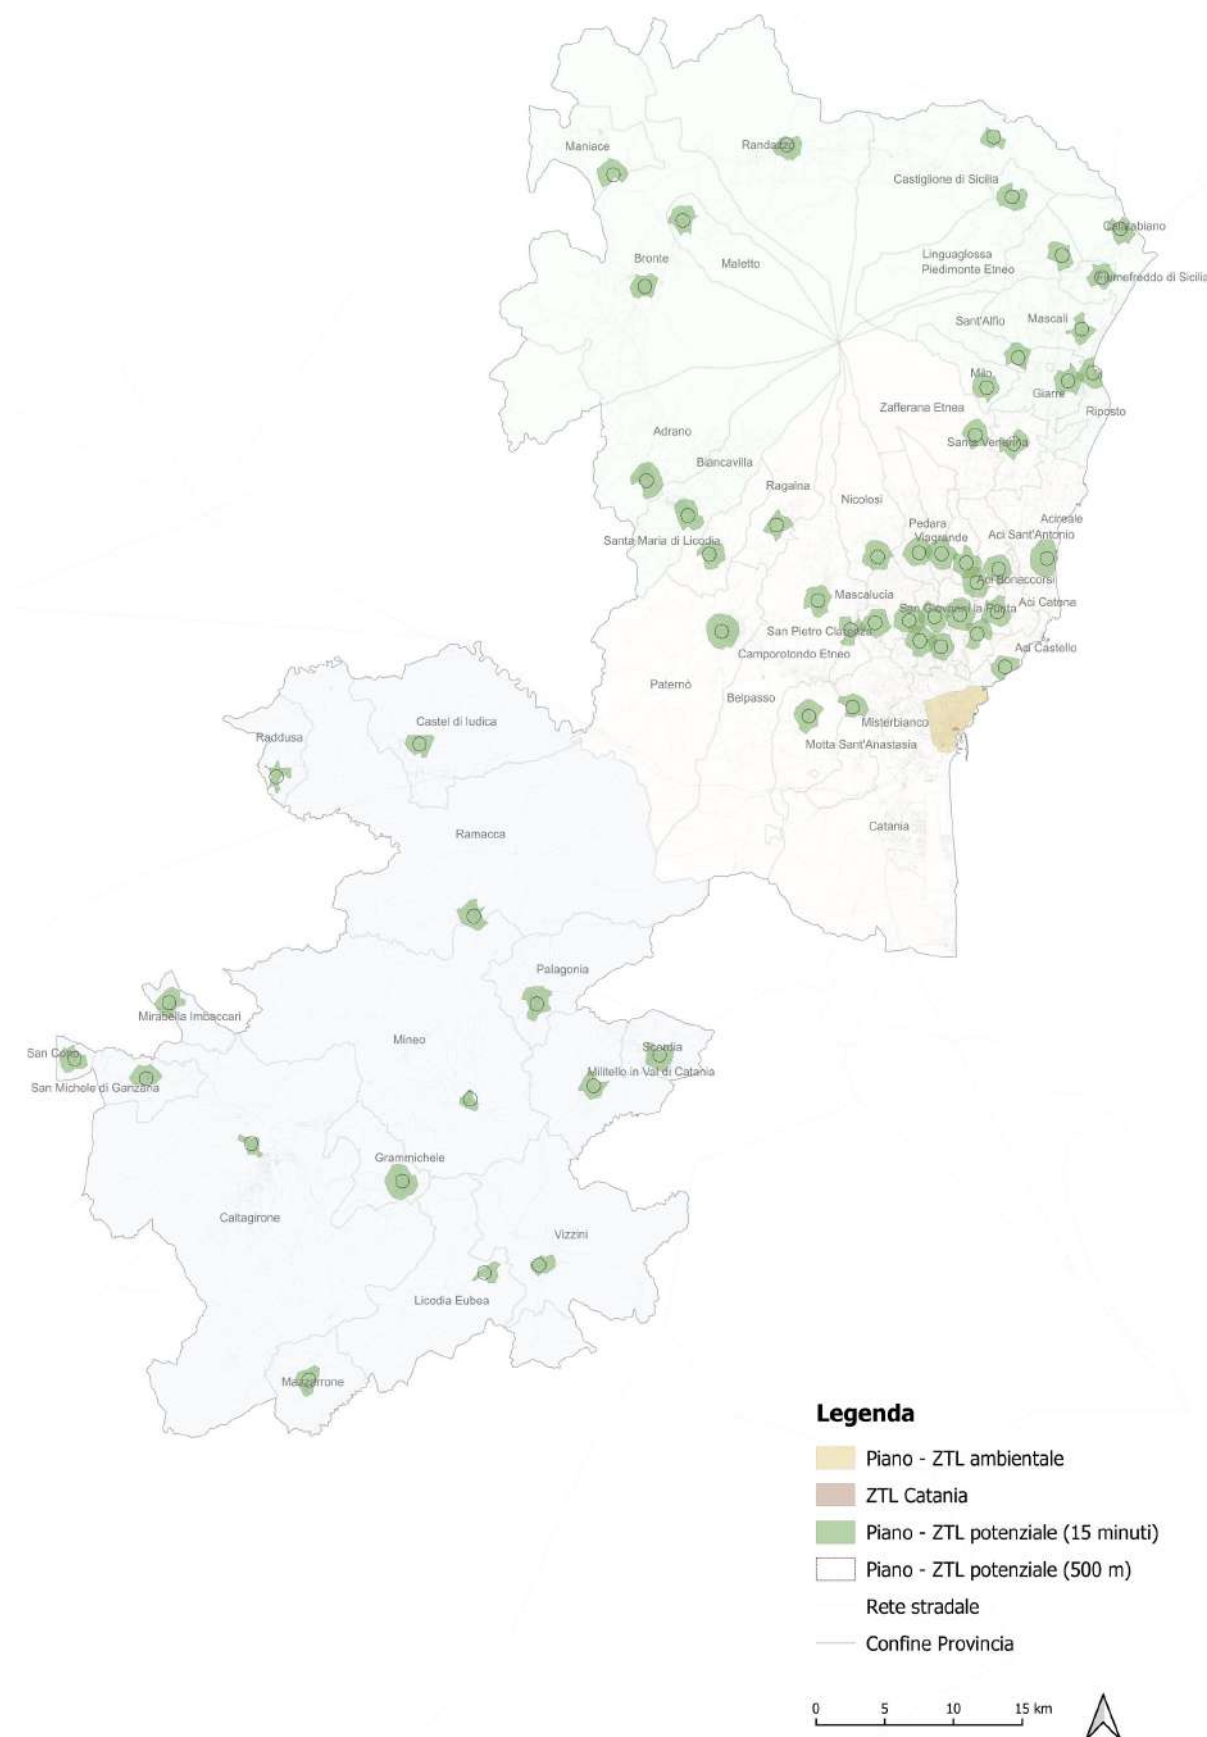 Maniace
Randazzo
Castiglione di Sicilia
Calatabiano
Bronte
Maletto
Linguaglossa
Piedimonte Etneo
Fiumefreddo di Sicilia
Sant'Alfio
Mascali
Milo
Giarre
Zafferana Etnea
Riposto
Adrano
Santa Venerina
Biancavilla
Ragalna
Nicolosi
Acireale
Pedara
Viagrande
Aci Sant'Antonio
Santa Maria di Licodia
Aci Bonaccorsi
Mascalucia
San Giovanni la Punta
Aci Catena
San Pietro Clarenza
Camporotondo Etneo
Aci Castello
Paternò
Belpasso
Castel di Iudica
Misterbianco
Raddusa
Motta Sant'Anastasia
Catania
Ramacca
Palagonia
Mirabella Imbaccari
Mineo
San Cono
Scordia
San Michele di Ganzaria
Militello in Val di Catania
Grammichele
Caltagirone
Vizzini
Licodia Eubea
Mazzarrone
Legenda
Piano - ZTL ambientale
ZTL Catania
Piano - ZTL potenziale (15 minuti)
Piano - ZTL potenziale (500 m)
Rete stradale
Confine Provincia
0 5 10 15 km